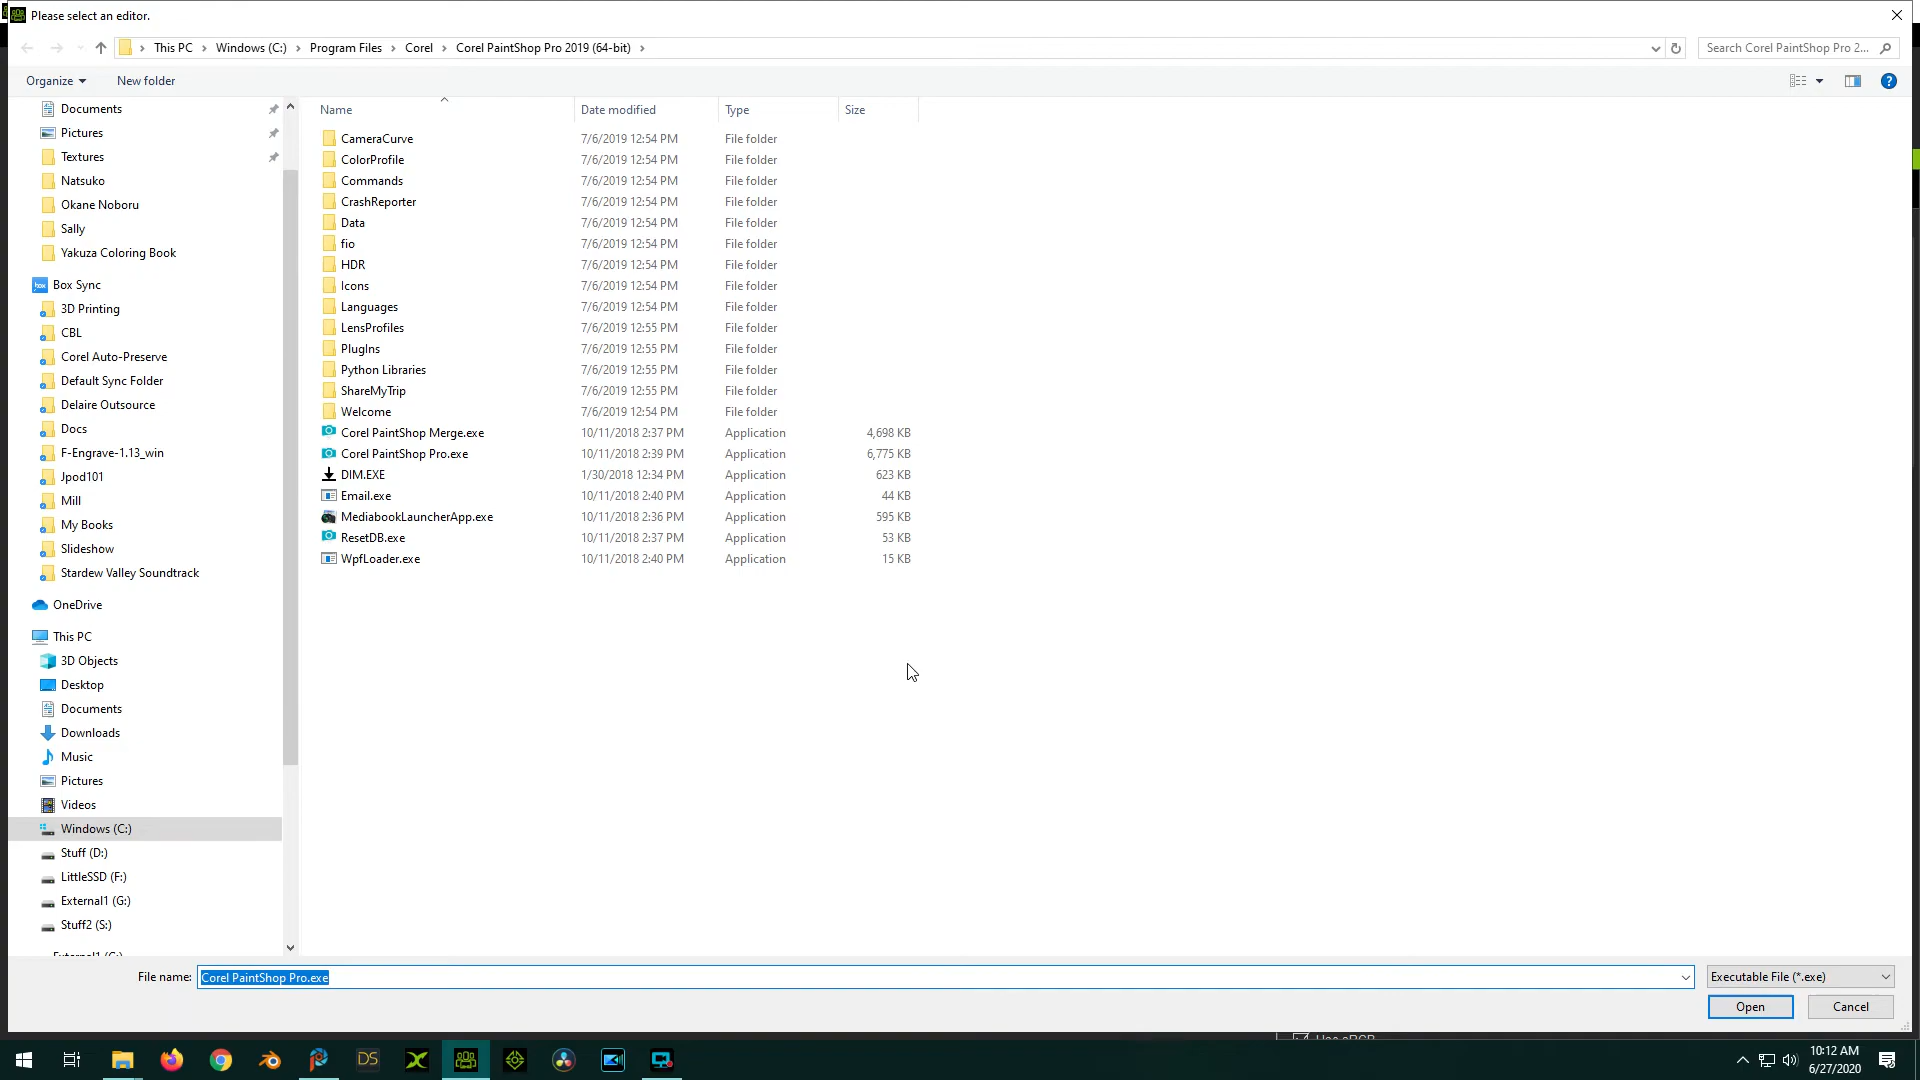 Please select an editor.
This PC > Windows (C:) > Program Files > Corel > Corel PaintShop Pro 2019 (64-bit) >
Search Corel PaintShop Pro 2...
Organize
New folder
Documents
Pictures
Textures
Natsuko
Okane Noboru
Sally
Yakuza Coloring Book
Box Sync
3D Printing
CBL
Corel Auto-Preserve
Default Sync Folder
Delaire Outsource
Docs
F-Engrave-1.13_win
Jpod101
Mill
My Books
Slideshow
Stardew Valley Soundtrack
OneDrive
This PC
3D Objects
Desktop
Documents
Downloads
Music
Pictures
Videos
Windows (C:)
Stuff (D:)
LittleSSD (F:)
External1 (G:)
Stuff2 (S:)
External1 (G:)
Name Date modified Type Size
CameraCurve 7/6/2019 12:54 PM File folder
ColorProfile 7/6/2019 12:54 PM File folder
Commands 7/6/2019 12:54 PM File folder
CrashReporter 7/6/2019 12:54 PM File folder
Data 7/6/2019 12:54 PM File folder
fio 7/6/2019 12:54 PM File folder
HDR 7/6/2019 12:54 PM File folder
Icons 7/6/2019 12:54 PM File folder
Languages 7/6/2019 12:54 PM File folder
LensProfiles 7/6/2019 12:55 PM File folder
PlugIns 7/6/2019 12:55 PM File folder
Python Libraries 7/6/2019 12:55 PM File folder
ShareMyTrip 7/6/2019 12:55 PM File folder
Welcome 7/6/2019 12:54 PM File folder
Corel PaintShop Merge.exe 10/11/2018 2:37 PM Application 4,698 KB
Corel PaintShop Pro.exe 10/11/2018 2:39 PM Application 6,775 KB
DIM.EXE 1/30/2018 12:34 PM Application 623 KB
Email.exe 10/11/2018 2:40 PM Application 44 KB
MediabookLauncherApp.exe 10/11/2018 2:36 PM Application 595 KB
ResetDB.exe 10/11/2018 2:37 PM Application 53 KB
WpfLoader.exe 10/11/2018 2:40 PM Application 15 KB
File name: Corel PaintShop Pro.exe
Executable File (*.exe)
Open
Cancel
DS
10:12 AM
6/27/2020